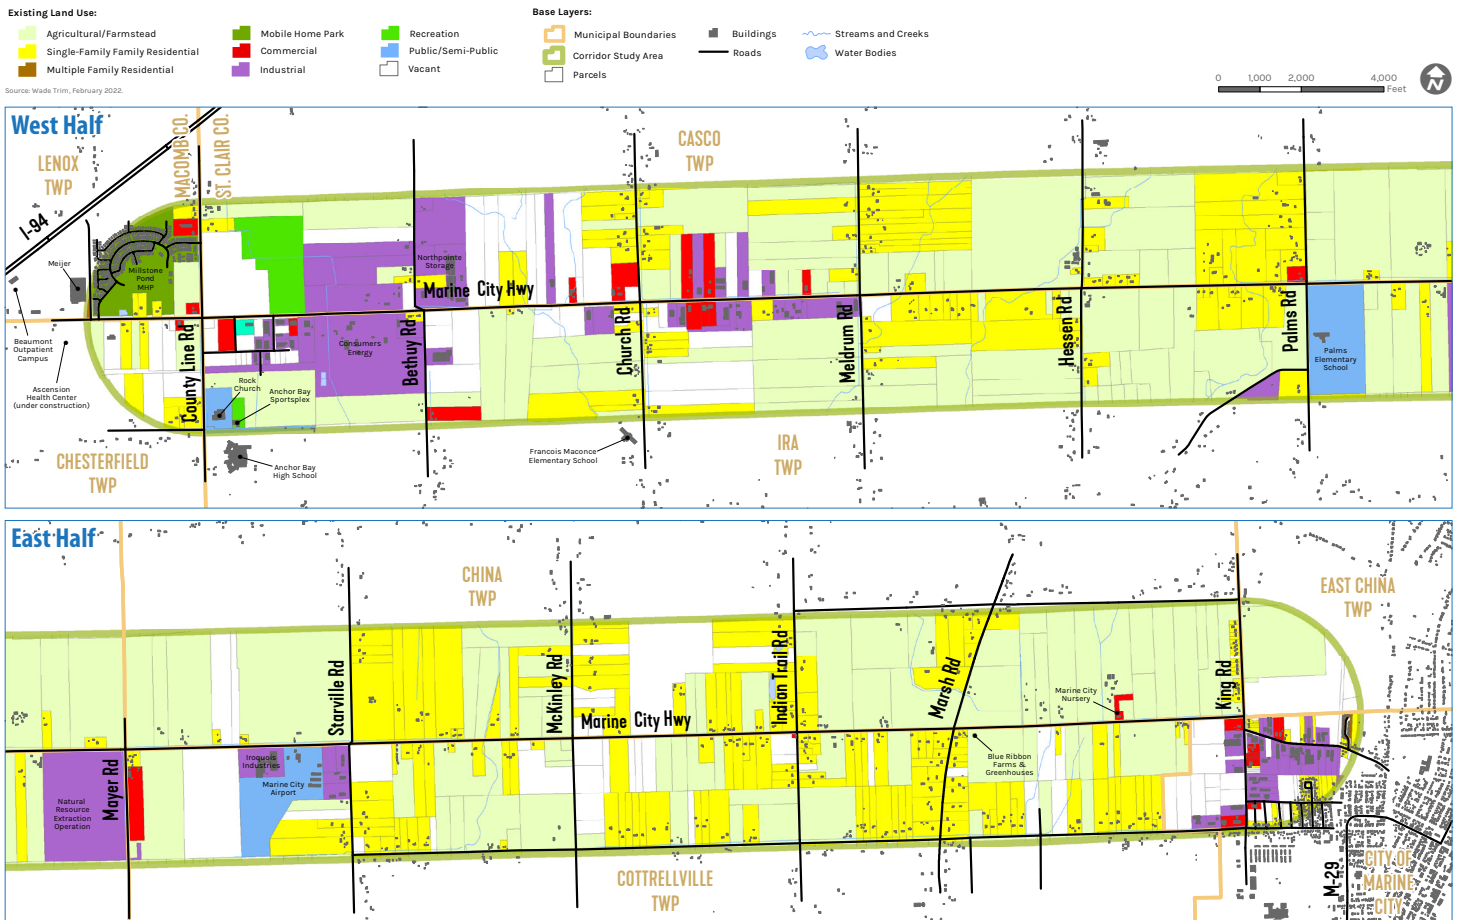 Existing Land Use:
Agricultural/Farmstead
Single-Family Family Residential
Multiple Family Residential
Mobile Home Park
Commercial
Industrial
Recreation
Public/Semi-Public
Vacant
Base Layers:
Municipal Boundaries
Corridor Study Area
Parcels
Buildings
Roads
Streams and Creeks
Water Bodies
Source: Wade Trim, February 2022.
0 1,000 2,000 4,000
Feet
N
West Half
LENOX
TWP
MACOMB CO.
ST. CLAIR CO.
CASCO
TWP
I-94
Meijer
Millstone
Pond
MHP
Northpointe
Storage
Marine City Hwy
Beaumont
Outpatient
Campus
Ascension
Health Center
(under construction)
County Line Rd
Consumers
Energy
Bethuy Rd
Church Rd
Meldrum Rd
Hessen Rd
Palms Rd
Palms
Elementary
School
Rock
Church
Anchor Bay
Sportsplex
CHESTERFIELD
TWP
Anchor Bay
High School
Francois Maconce
Elementary School
IRA
TWP
East Half
CHINA
TWP
EAST CHINA
TWP
Starville Rd
McKinley Rd
Marine City Hwy
Indian Trail Rd
Marsh Rd
Marine City
Nursery
King Rd
Mayer Rd
Iroquois
Industries
Marine City
Airport
Natural
Resource
Extraction
Operation
Blue Ribbon
Farms &
Greenhouses
COTTRELLVILLE
TWP
M-29
CITY OF
MARINE
CITY